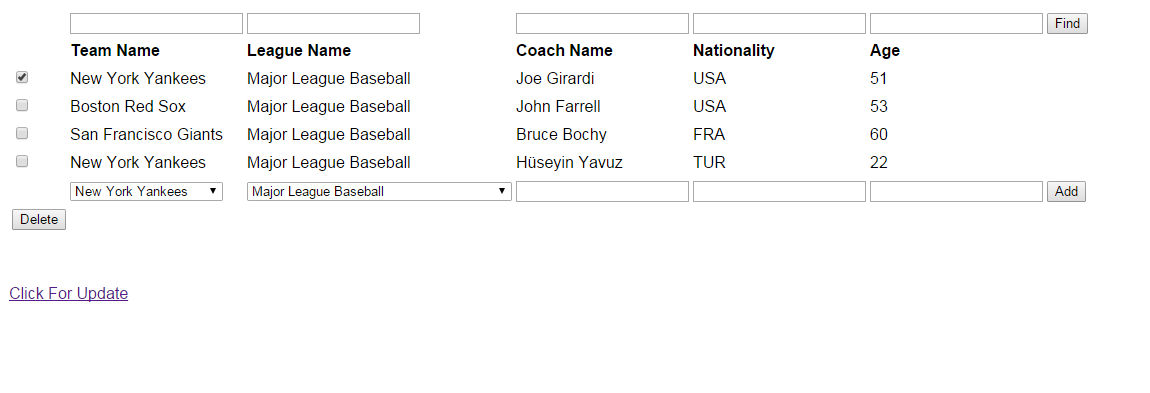 Find
Team Name League Name Coach Name Nationality Age
New York Yankees Major League Baseball Joe Girardi USA 51
Boston Red Sox Major League Baseball John Farrell USA 53
San Francisco Giants Major League Baseball Bruce Bochy FRA 60
New York Yankees Major League Baseball Hüseyin Yavuz TUR 22
New York Yankees Major League Baseball Add
Delete
Click For Update